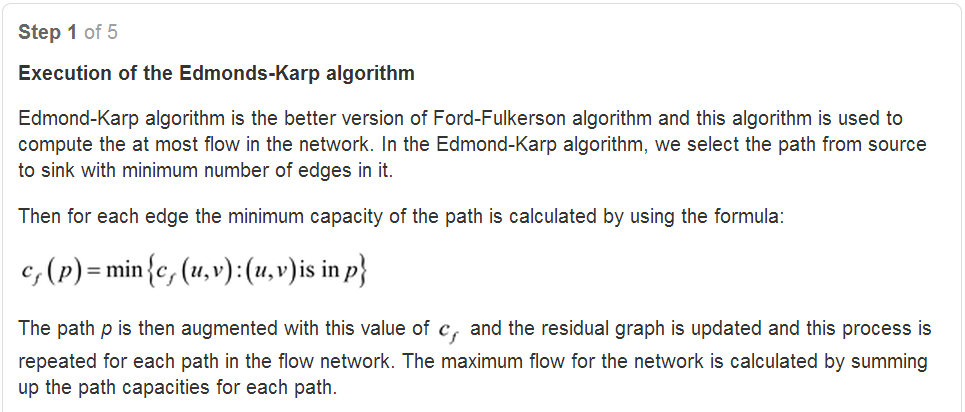 Step 1 of 5
Execution of the Edmonds-Karp algorithm
Edmond-Karp algorithm is the better version of Ford-Fulkerson algorithm and this algorithm is used to
compute the at most flow in the network. In the Edmond-Karp algorithm, we select the path from source
to sink with minimum number of edges in it.
Then for each edge the minimum capacity of the path is calculated by using the formula:
c_f(p) = min{c_f(u,v):(u,v)is in p}
The path p is then augmented with this value of c_f and the residual graph is updated and this process is
repeated for each path in the flow network. The maximum flow for the network is calculated by summing
up the path capacities for each path.